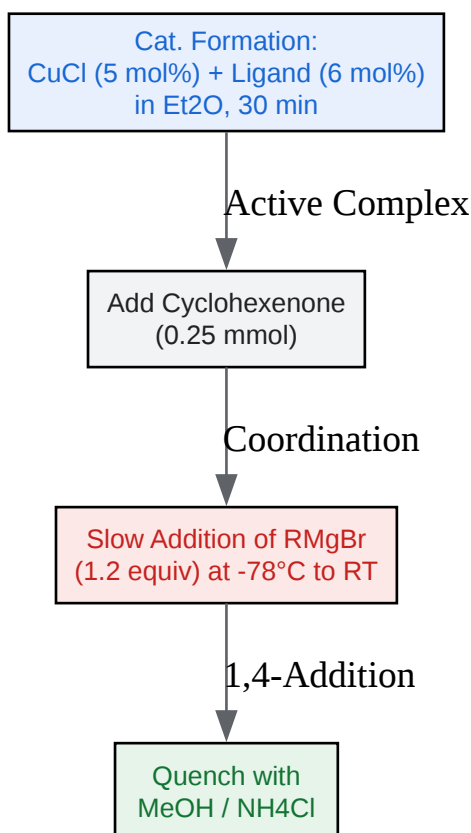 Cat. Formation:
CuCl (5 mol%) + Ligand (6 mol%)
in Et2O, 30 min
Active Complex
Add Cyclohexenone
(0.25 mmol)
Coordination
Slow Addition of RMgBr
(1.2 equiv) at -78°C to RT
1,4-Addition
Quench with
MeOH / NH4Cl